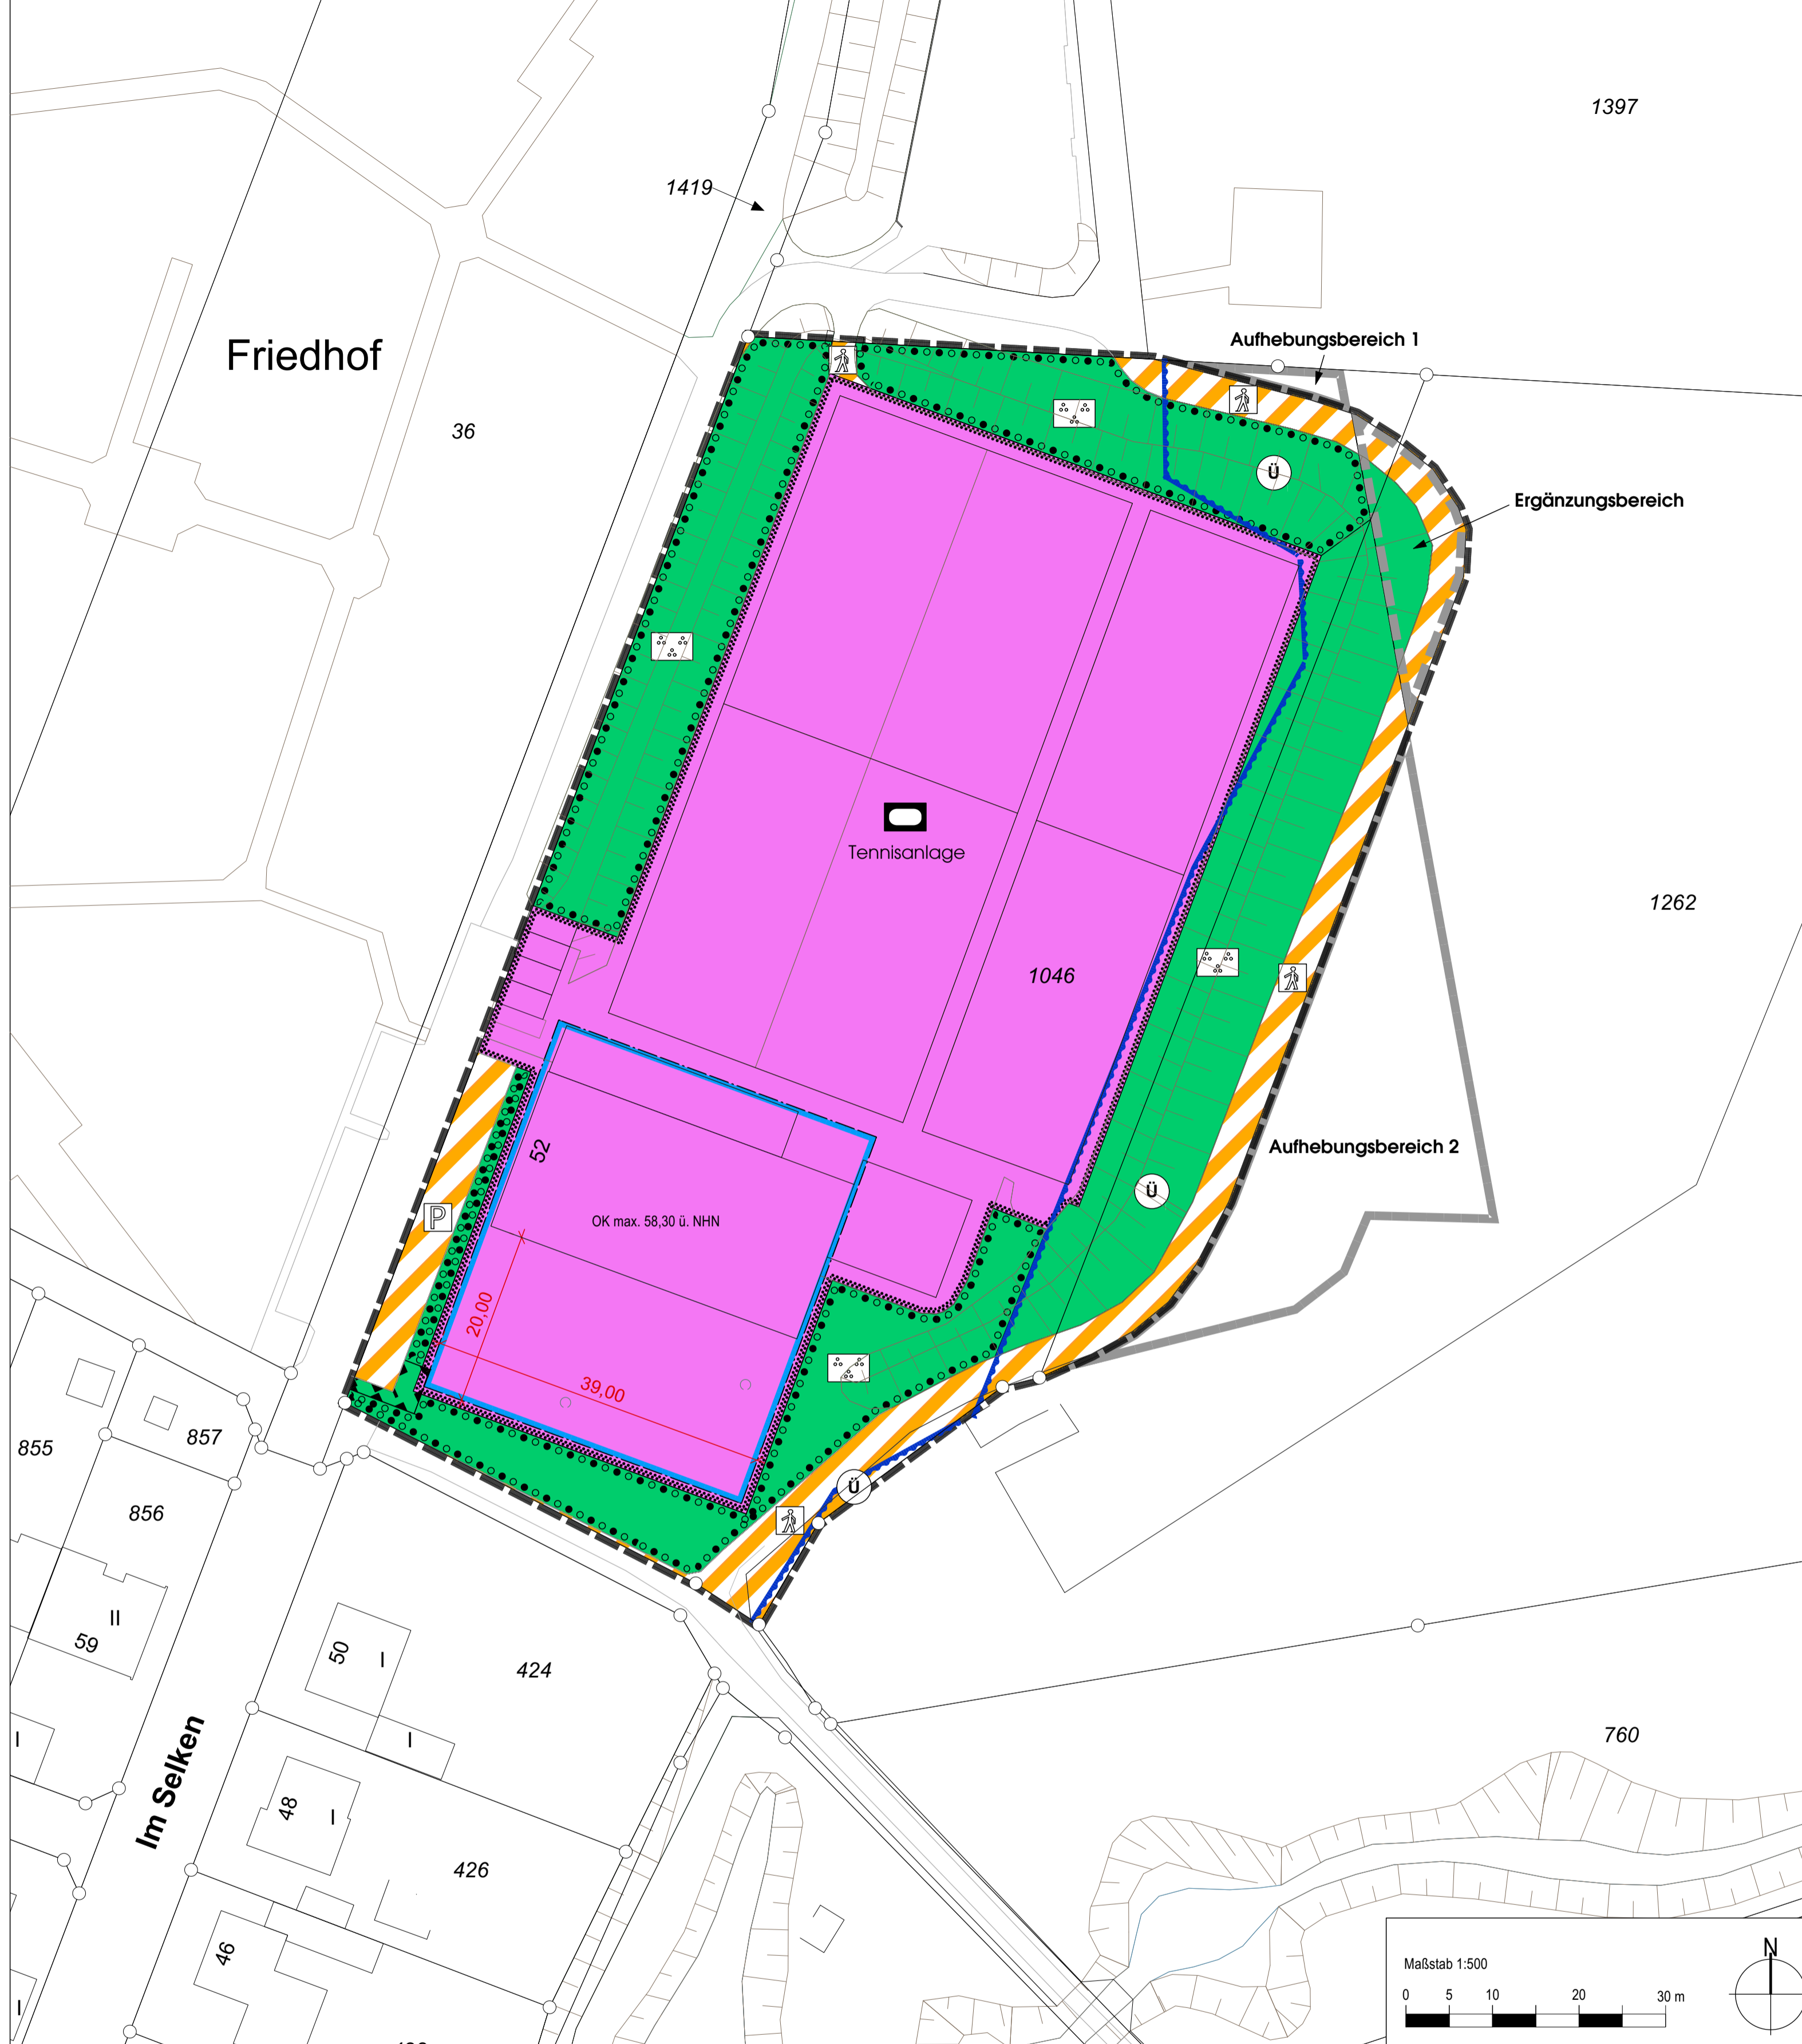 1397
1419
Aufhebungsbereich 1
Friedhof
36
Ü
Ergänzungsbereich
Tennisanlage
1262
1046
52
Aufhebungsbereich 2
Ü
P
OK max. 58,30 ü. NHN
20,00
39,00
855
857
856
Ü
II
59
50
I
424
I
I
Im Selken
760
48
I
426
46
I
N
Maßstab 1:500
0 5 10 20 30 m